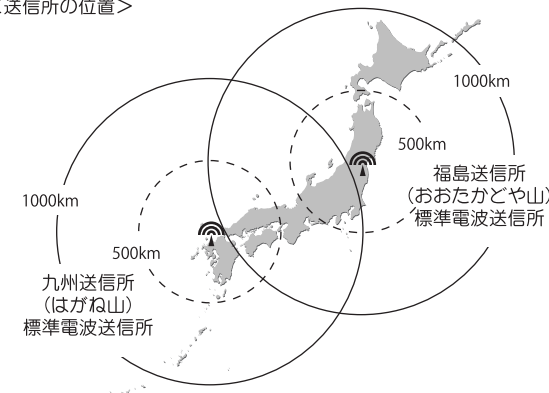 送信所の位置＞
1000km
500km
福島送信所
（おおたかどや山）
標準電波送信所
1000km
500km
九州送信所
（はがね山）
標準電波送信所